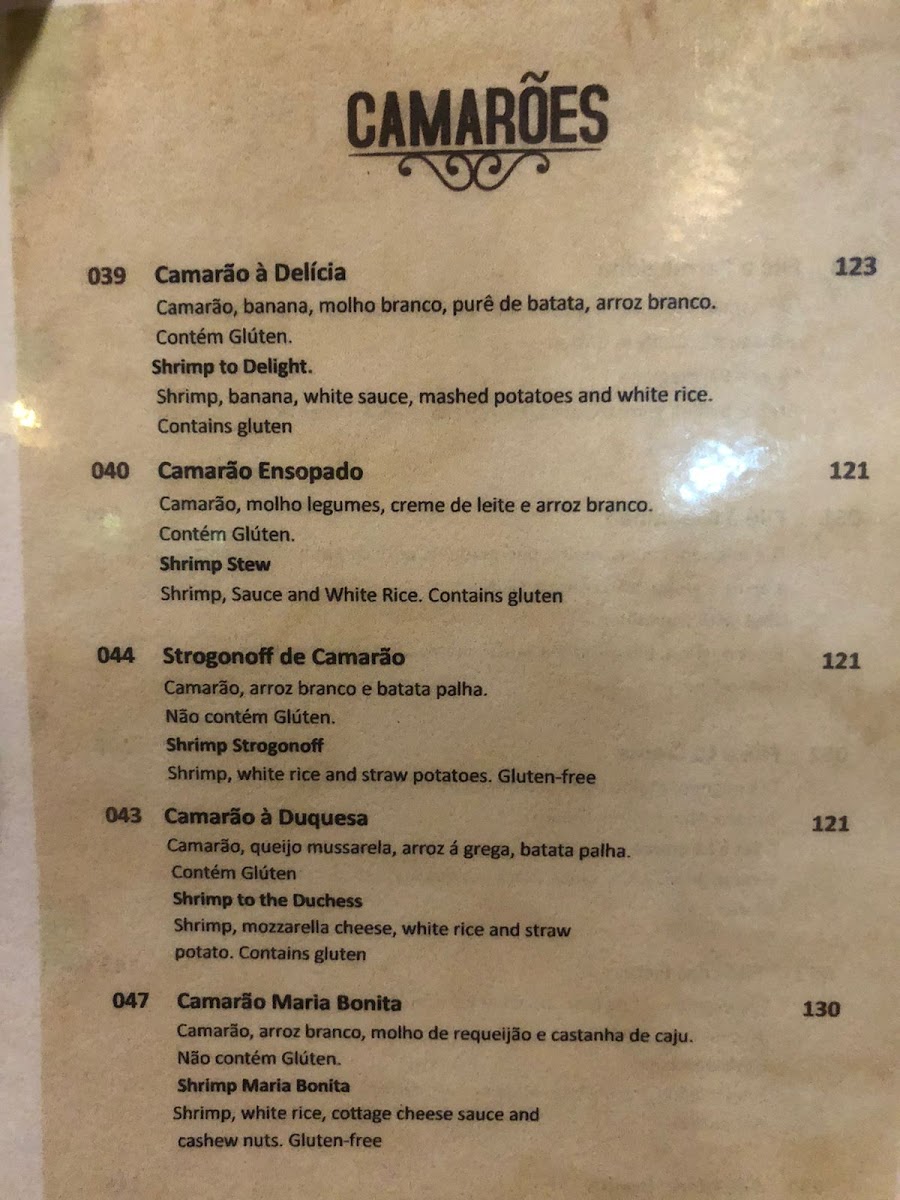 CAMARÕES
039 Camarão à Delícia 123
Camarão, banana, molho branco, purê de batata, arroz branco.
Contém Glúten.
Shrimp to Delight.
Shrimp, banana, white sauce, mashed potatoes and white rice.
Contains gluten
040 Camarão Ensopado 121
Camarão, molho legumes, creme de leite e arroz branco.
Contém Glúten.
Shrimp Stew
Shrimp, Sauce and White Rice. Contains gluten
044 Strogonoff de Camarão 121
Camarão, arroz branco e batata palha.
Não contém Glúten.
Shrimp Strogonoff
Shrimp, white rice and straw potatoes. Gluten-free
043 Camarão à Duquesa 121
Camarão, queijo mussarela, arroz á grega, batata palha.
Contém Glúten
Shrimp to the Duchess
Shrimp, mozzarella cheese, white rice and straw
potato. Contains gluten
047 Camarão Maria Bonita 130
Camarão, arroz branco, molho de requeijão e castanha de caju.
Não contém Glúten.
Shrimp Maria Bonita
Shrimp, white rice, cottage cheese sauce and
cashew nuts. Gluten-free